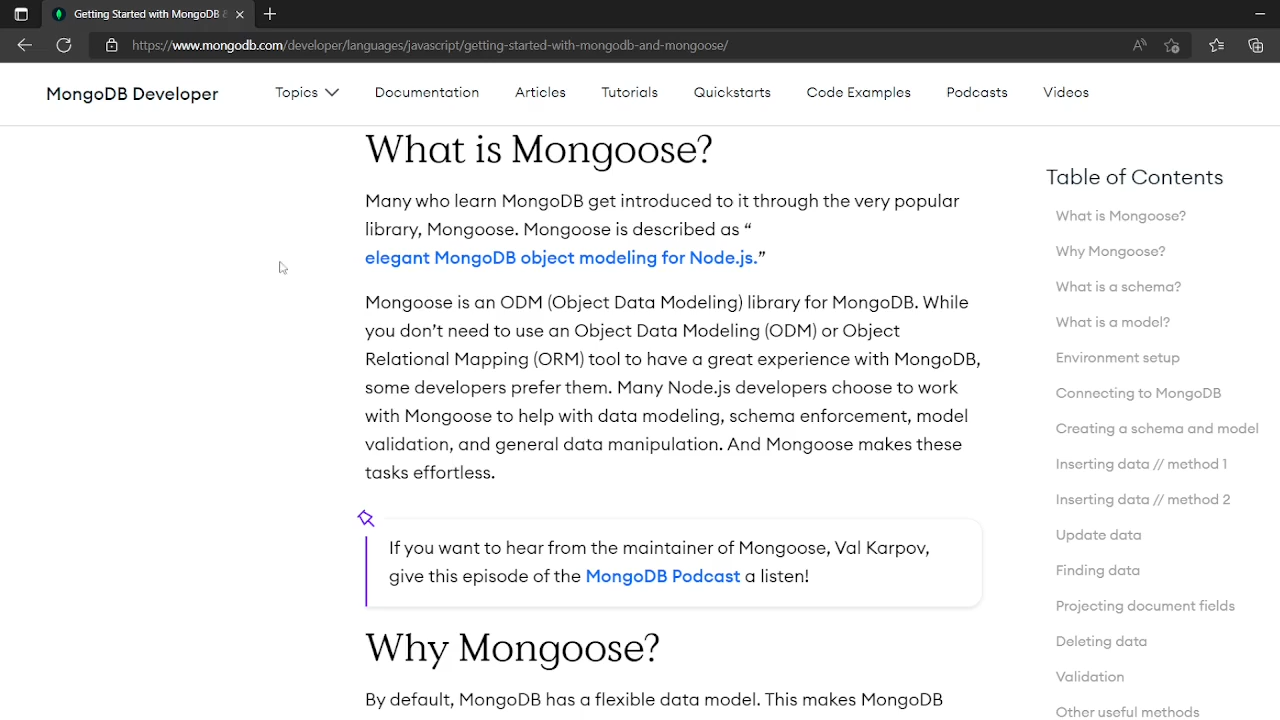 Getting Started with MongoDB &
https://www.mongodb.com/developer/languages/javascript/getting-started-with-mongodb-and-mongoose/
MongoDB Developer
Topics
Documentation
Articles
Tutorials
Quickstarts
Code Examples
Podcasts
Videos
What is Mongoose?
Many who learn MongoDB get introduced to it through the very popular
library, Mongoose. Mongoose is described as “
elegant MongoDB object modeling for Node.js.”
Mongoose is an ODM (Object Data Modeling) library for MongoDB. While
you don’t need to use an Object Data Modeling (ODM) or Object
Relational Mapping (ORM) tool to have a great experience with MongoDB,
some developers prefer them. Many Node.js developers choose to work
with Mongoose to help with data modeling, schema enforcement, model
validation, and general data manipulation. And Mongoose makes these
tasks effortless.
If you want to hear from the maintainer of Mongoose, Val Karpov,
give this episode of the MongoDB Podcast a listen!
Why Mongoose?
By default, MongoDB has a flexible data model. This makes MongoDB
Table of Contents
What is Mongoose?
Why Mongoose?
What is a schema?
What is a model?
Environment setup
Connecting to MongoDB
Creating a schema and model
Inserting data // method 1
Inserting data // method 2
Update data
Finding data
Projecting document fields
Deleting data
Validation
Other useful methods